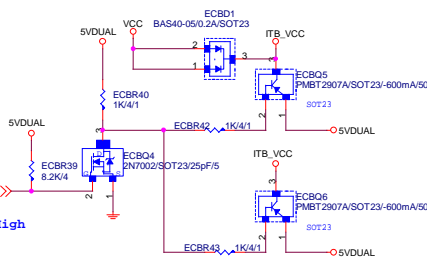 ECBD1
BAS40-05/0.2A/SOT23
5VDUAL
VCC
ITB_VCC
2
1
3
3
ECBQ5
PMBT2907A/SOT23/-600mA/50
SOT23
2
1
5VDUAL
ECBR40
1K/4/1
ECBR42
1K/4/1
5VDUAL
3
ECBQ4
2N7002/SOT23/25pF/5
D
G
S
ECBR39
8.2K/4
2
1
ITB_VCC
3
ECBQ6
PMBT2907A/SOT23/-600mA/50
SOT23
2
1
High
ECBR43
1K/4/1
5VDUAL